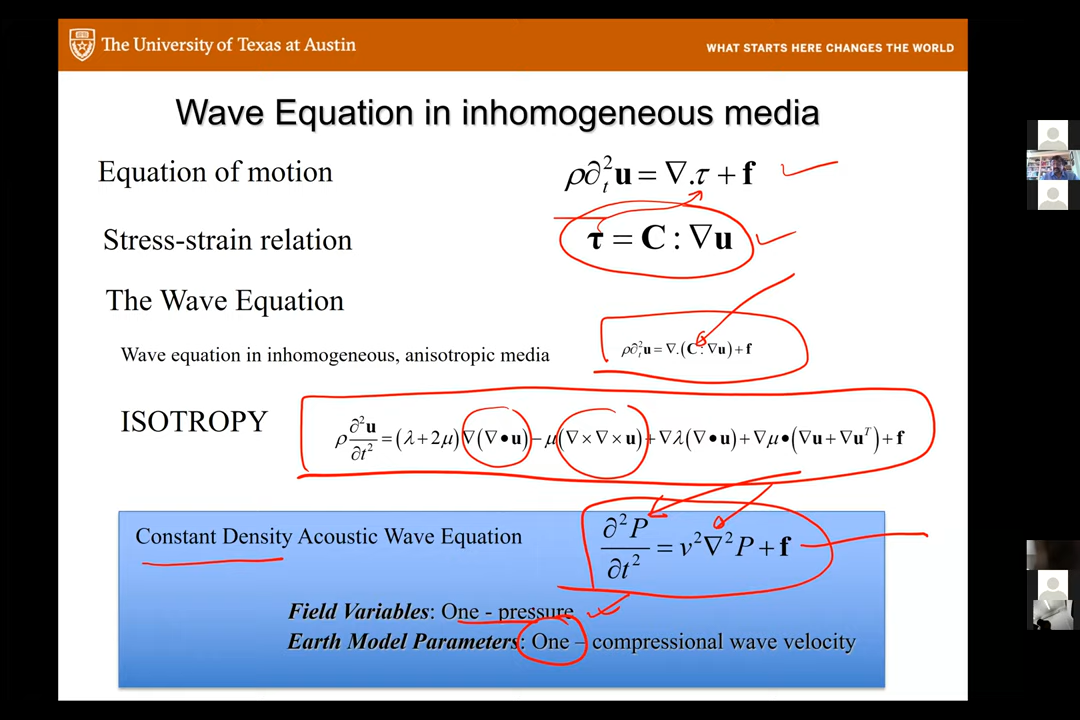 The University of Texas at Austin
WHAT STARTS HERE CHANGES THE WORLD
Wave Equation in inhomogeneous media
Equation of motion ρ∂ₜ²u = ∇.τ + f
Stress-strain relation τ = C : ∇u
The Wave Equation
Wave equation in inhomogeneous, anisotropic media ρ∂ₜ²u = ∇.(C : ∇u) + f
ISOTROPY ρ ∂²u/∂t² = (λ + 2μ)∇(∇•u) − μ(∇×∇×u) + ∇λ(∇•u) + ∇μ•(∇u + ∇uᵀ) + f
Constant Density Acoustic Wave Equation ∂²P/∂t² = v²∇²P + f
Field Variables: One - pressure
Earth Model Parameters: One – compressional wave velocity